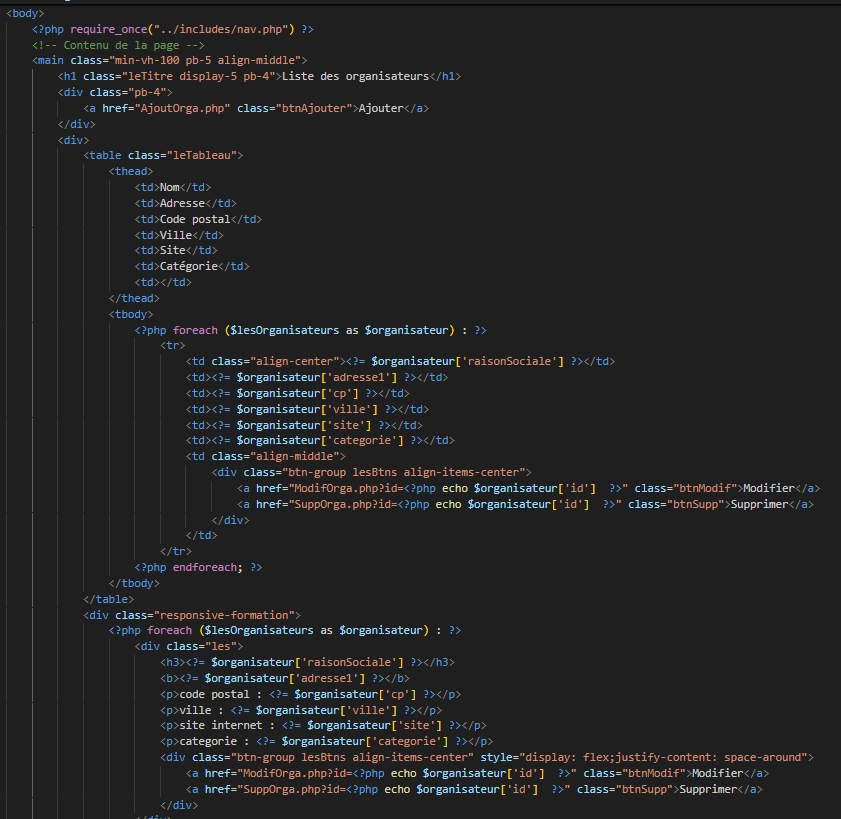 <body>
<?php require_once("../includes/nav.php") ?>
<!-- Contenu de la page -->
<main class="min-vh-100 pb-5 align-middle">
<h1 class="leTitre display-5 pb-4">Liste des organisateurs</h1>
<div class="pb-4">
<a href="AjoutOrga.php" class="btnAjouter">Ajouter</a>
</div>
<div>
<table class="leTableau">
<thead>
<td>Nom</td>
<td>Adresse</td>
<td>Code postal</td>
<td>Ville</td>
<td>Site</td>
<td>Catégorie</td>
<td></td>
</thead>
<tbody>
<?php foreach ($lesOrganisateurs as $organisateur) : ?>
<tr>
<td class="align-center"><?= $organisateur['raisonSociale'] ?></td>
<td><?= $organisateur['adresse1'] ?></td>
<td><?= $organisateur['cp'] ?></td>
<td><?= $organisateur['ville'] ?></td>
<td><?= $organisateur['site'] ?></td>
<td><?= $organisateur['categorie'] ?></td>
<td class="align-middle">
<div class="btn-group lesBtns align-items-center">
<a href="ModifOrga.php?id=<?php echo $organisateur['id']  ?>" class="btnModif">Modifier</a>
<a href="SuppOrga.php?id=<?php echo $organisateur['id']  ?>" class="btnSupp">Supprimer</a>
</div>
</td>
</tr>
<?php endforeach; ?>
</tbody>
</table>
<div class="responsive-formation">
<?php foreach ($lesOrganisateurs as $organisateur) : ?>
<div class="les">
<h3><?= $organisateur['raisonSociale'] ?></h3>
<b><?= $organisateur['adresse1'] ?></b>
<p>code postal : <?= $organisateur['cp'] ?></p>
<p>ville : <?= $organisateur['ville'] ?></p>
<p>site internet : <?= $organisateur['site'] ?></p>
<p>categorie : <?= $organisateur['categorie'] ?></p>
<div class="btn-group lesBtns align-items-center" style="display: flex;justify-content: space-around">
<a href="ModifOrga.php?id=<?php echo $organisateur['id']  ?>" class="btnModif">Modifier</a>
<a href="SuppOrga.php?id=<?php echo $organisateur['id']  ?>" class="btnSupp">Supprimer</a>
</div>